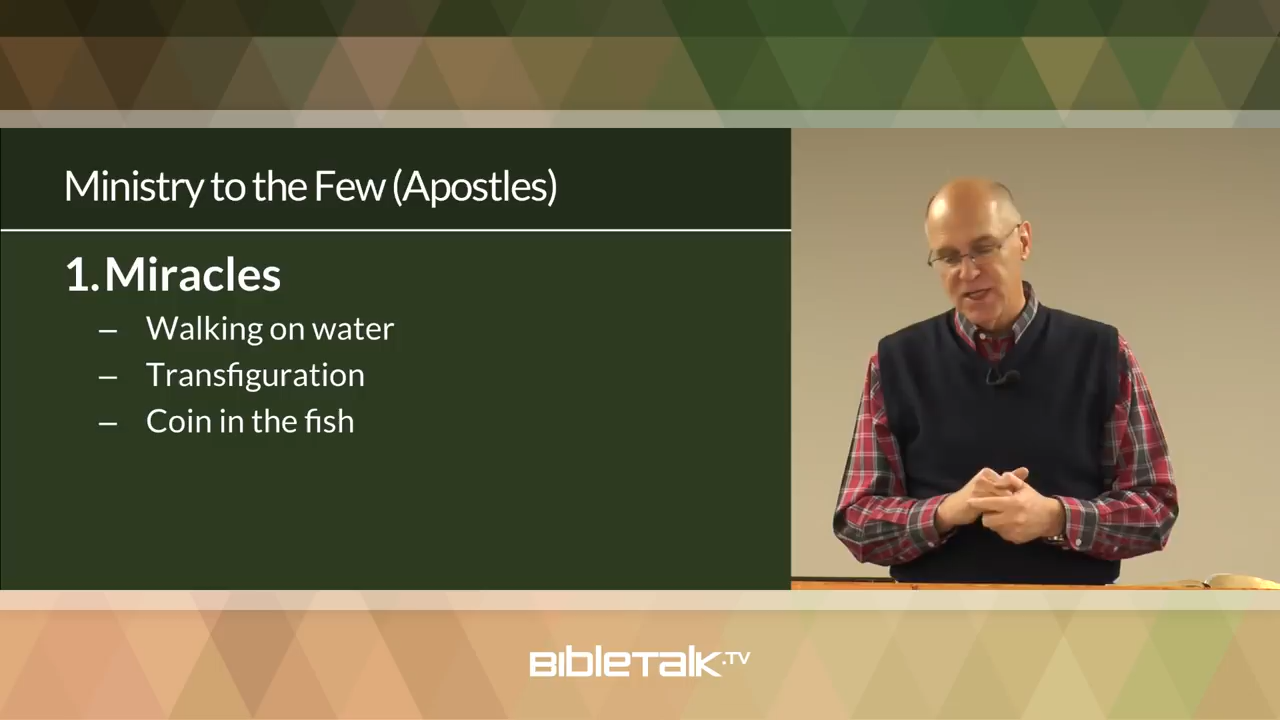 Ministry to the Few (Apostles)
1. Miracles
– Walking on water
– Transfiguration
– Coin in the fish
BIBLETALK.TV